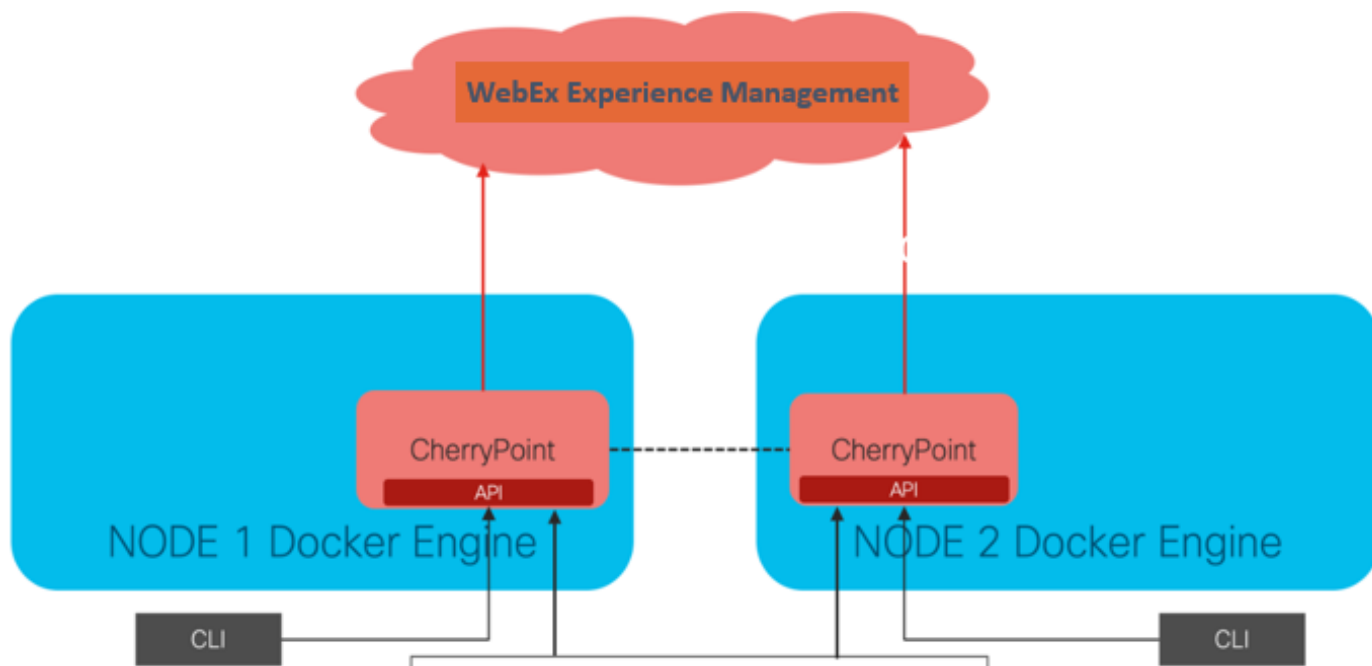 WebEx Experience Management
CherryPoint
API
NODE 1 Docker Engine
CherryPoint
API
NODE 2 Docker Engine
CLI
CLI